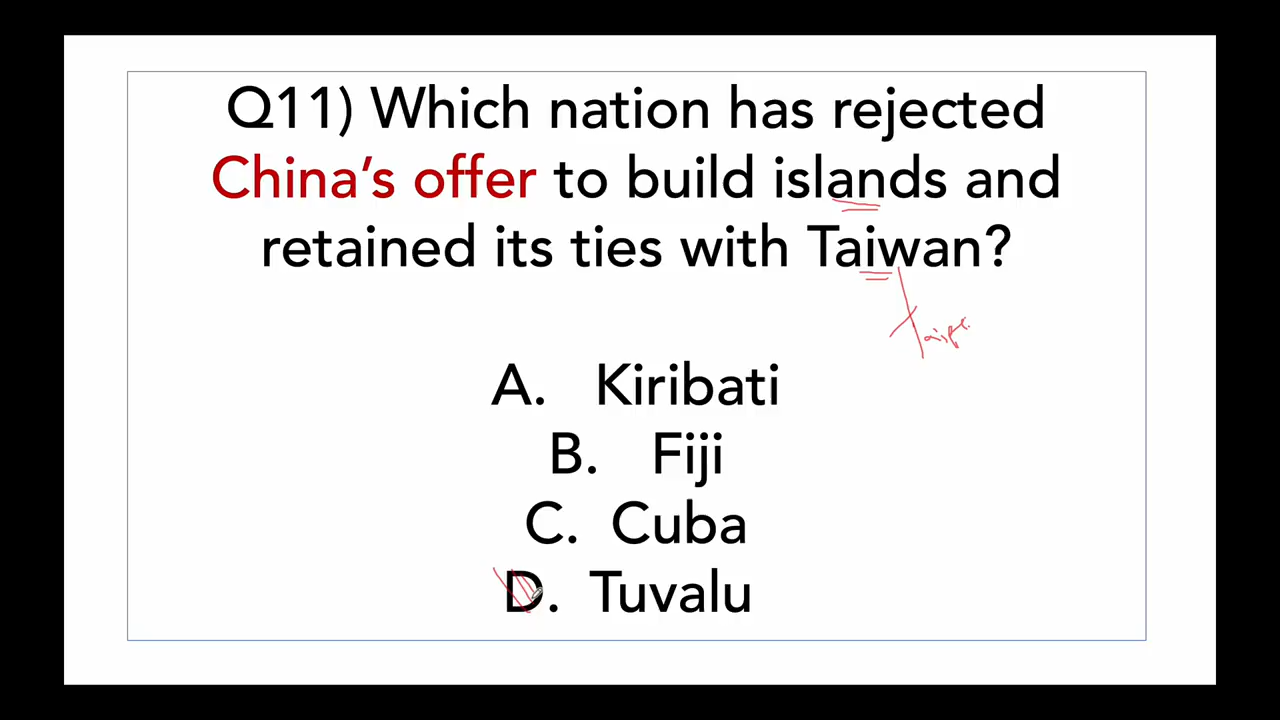 Q11) Which nation has rejected
China's offer to build islands and
retained its ties with Taiwan?
A. Kiribati
B. Fiji
C. Cuba
D. Tuvalu